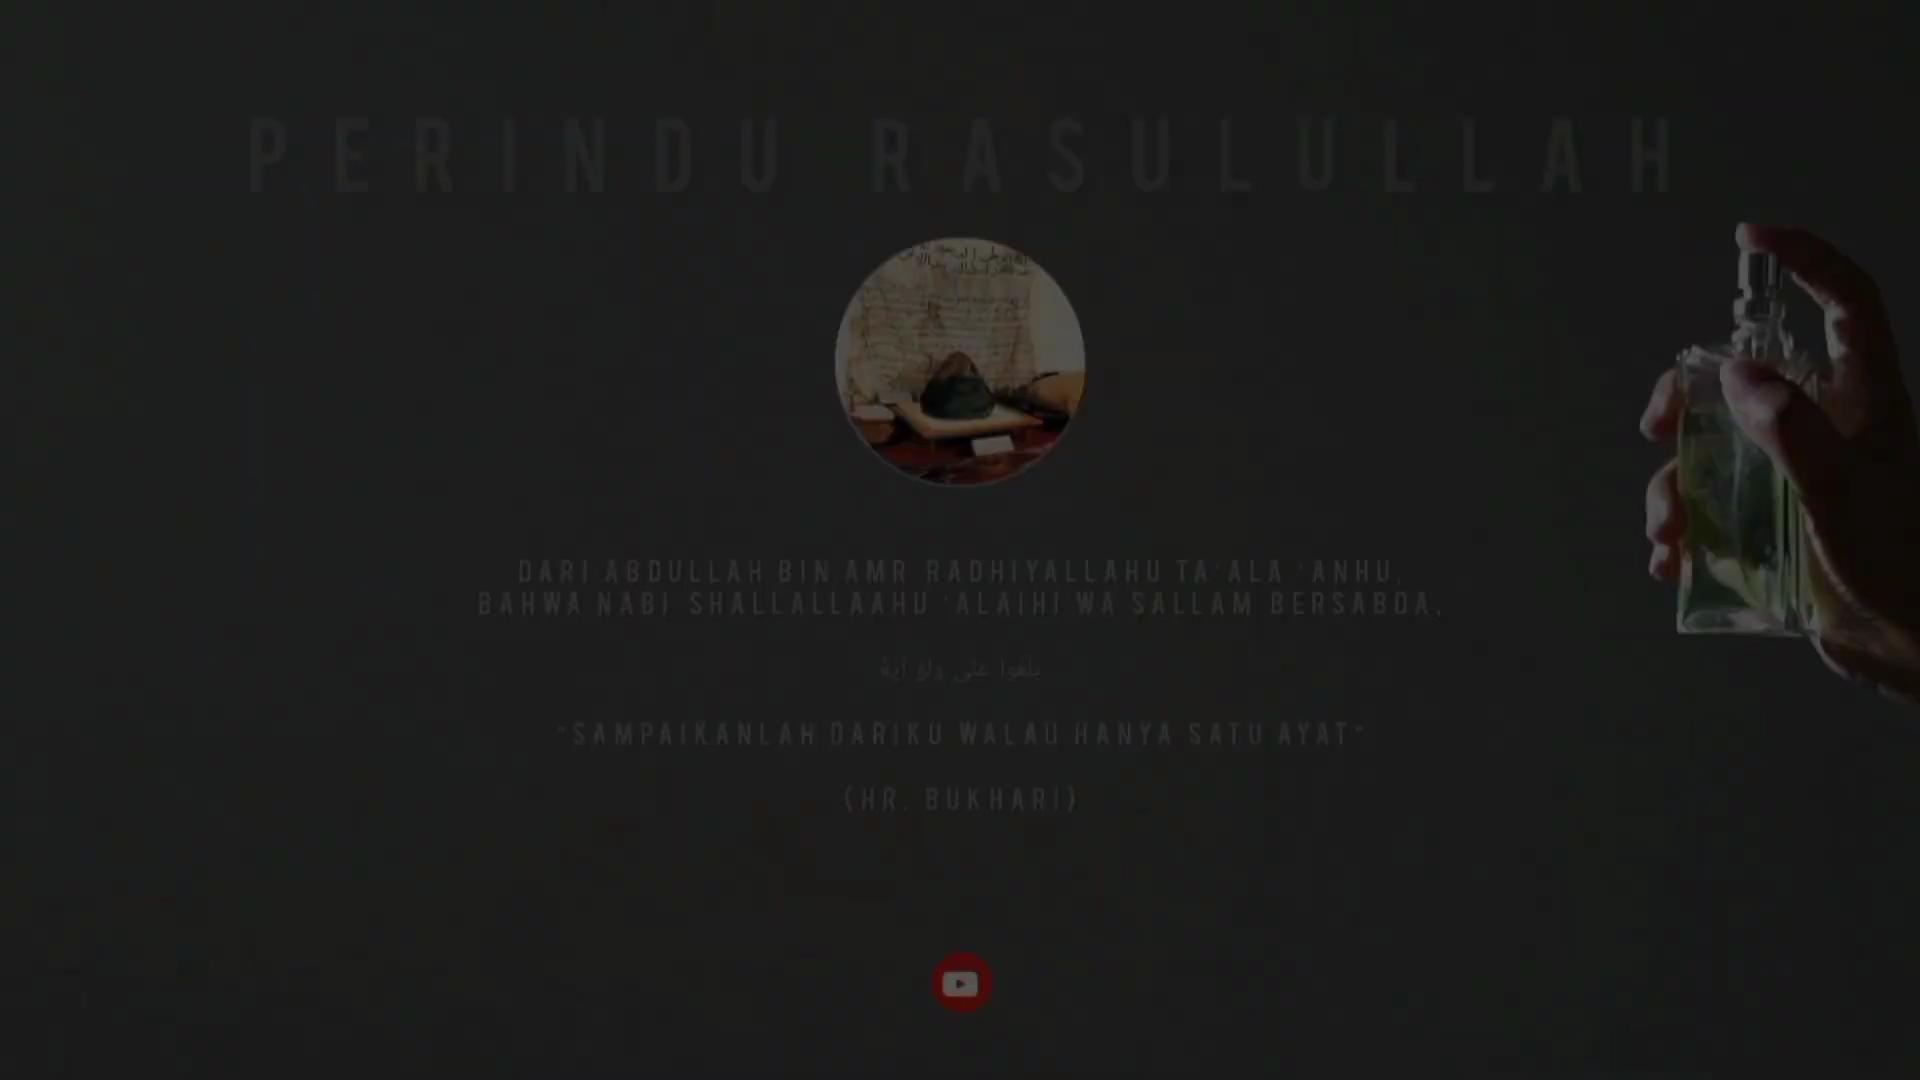 PERINDU RASULULLAH
DARI ABDULLAH BIN AMR RADHIYALLAHU TA'ALA 'ANHU,
BAHWA NABI SHALLALLAAHU 'ALAIHI WA SALLAM BERSABDA,
بلغوا عني ولو آية
"SAMPAIKANLAH DARIKU WALAU HANYA SATU AYAT"
(HR. BUKHARI)